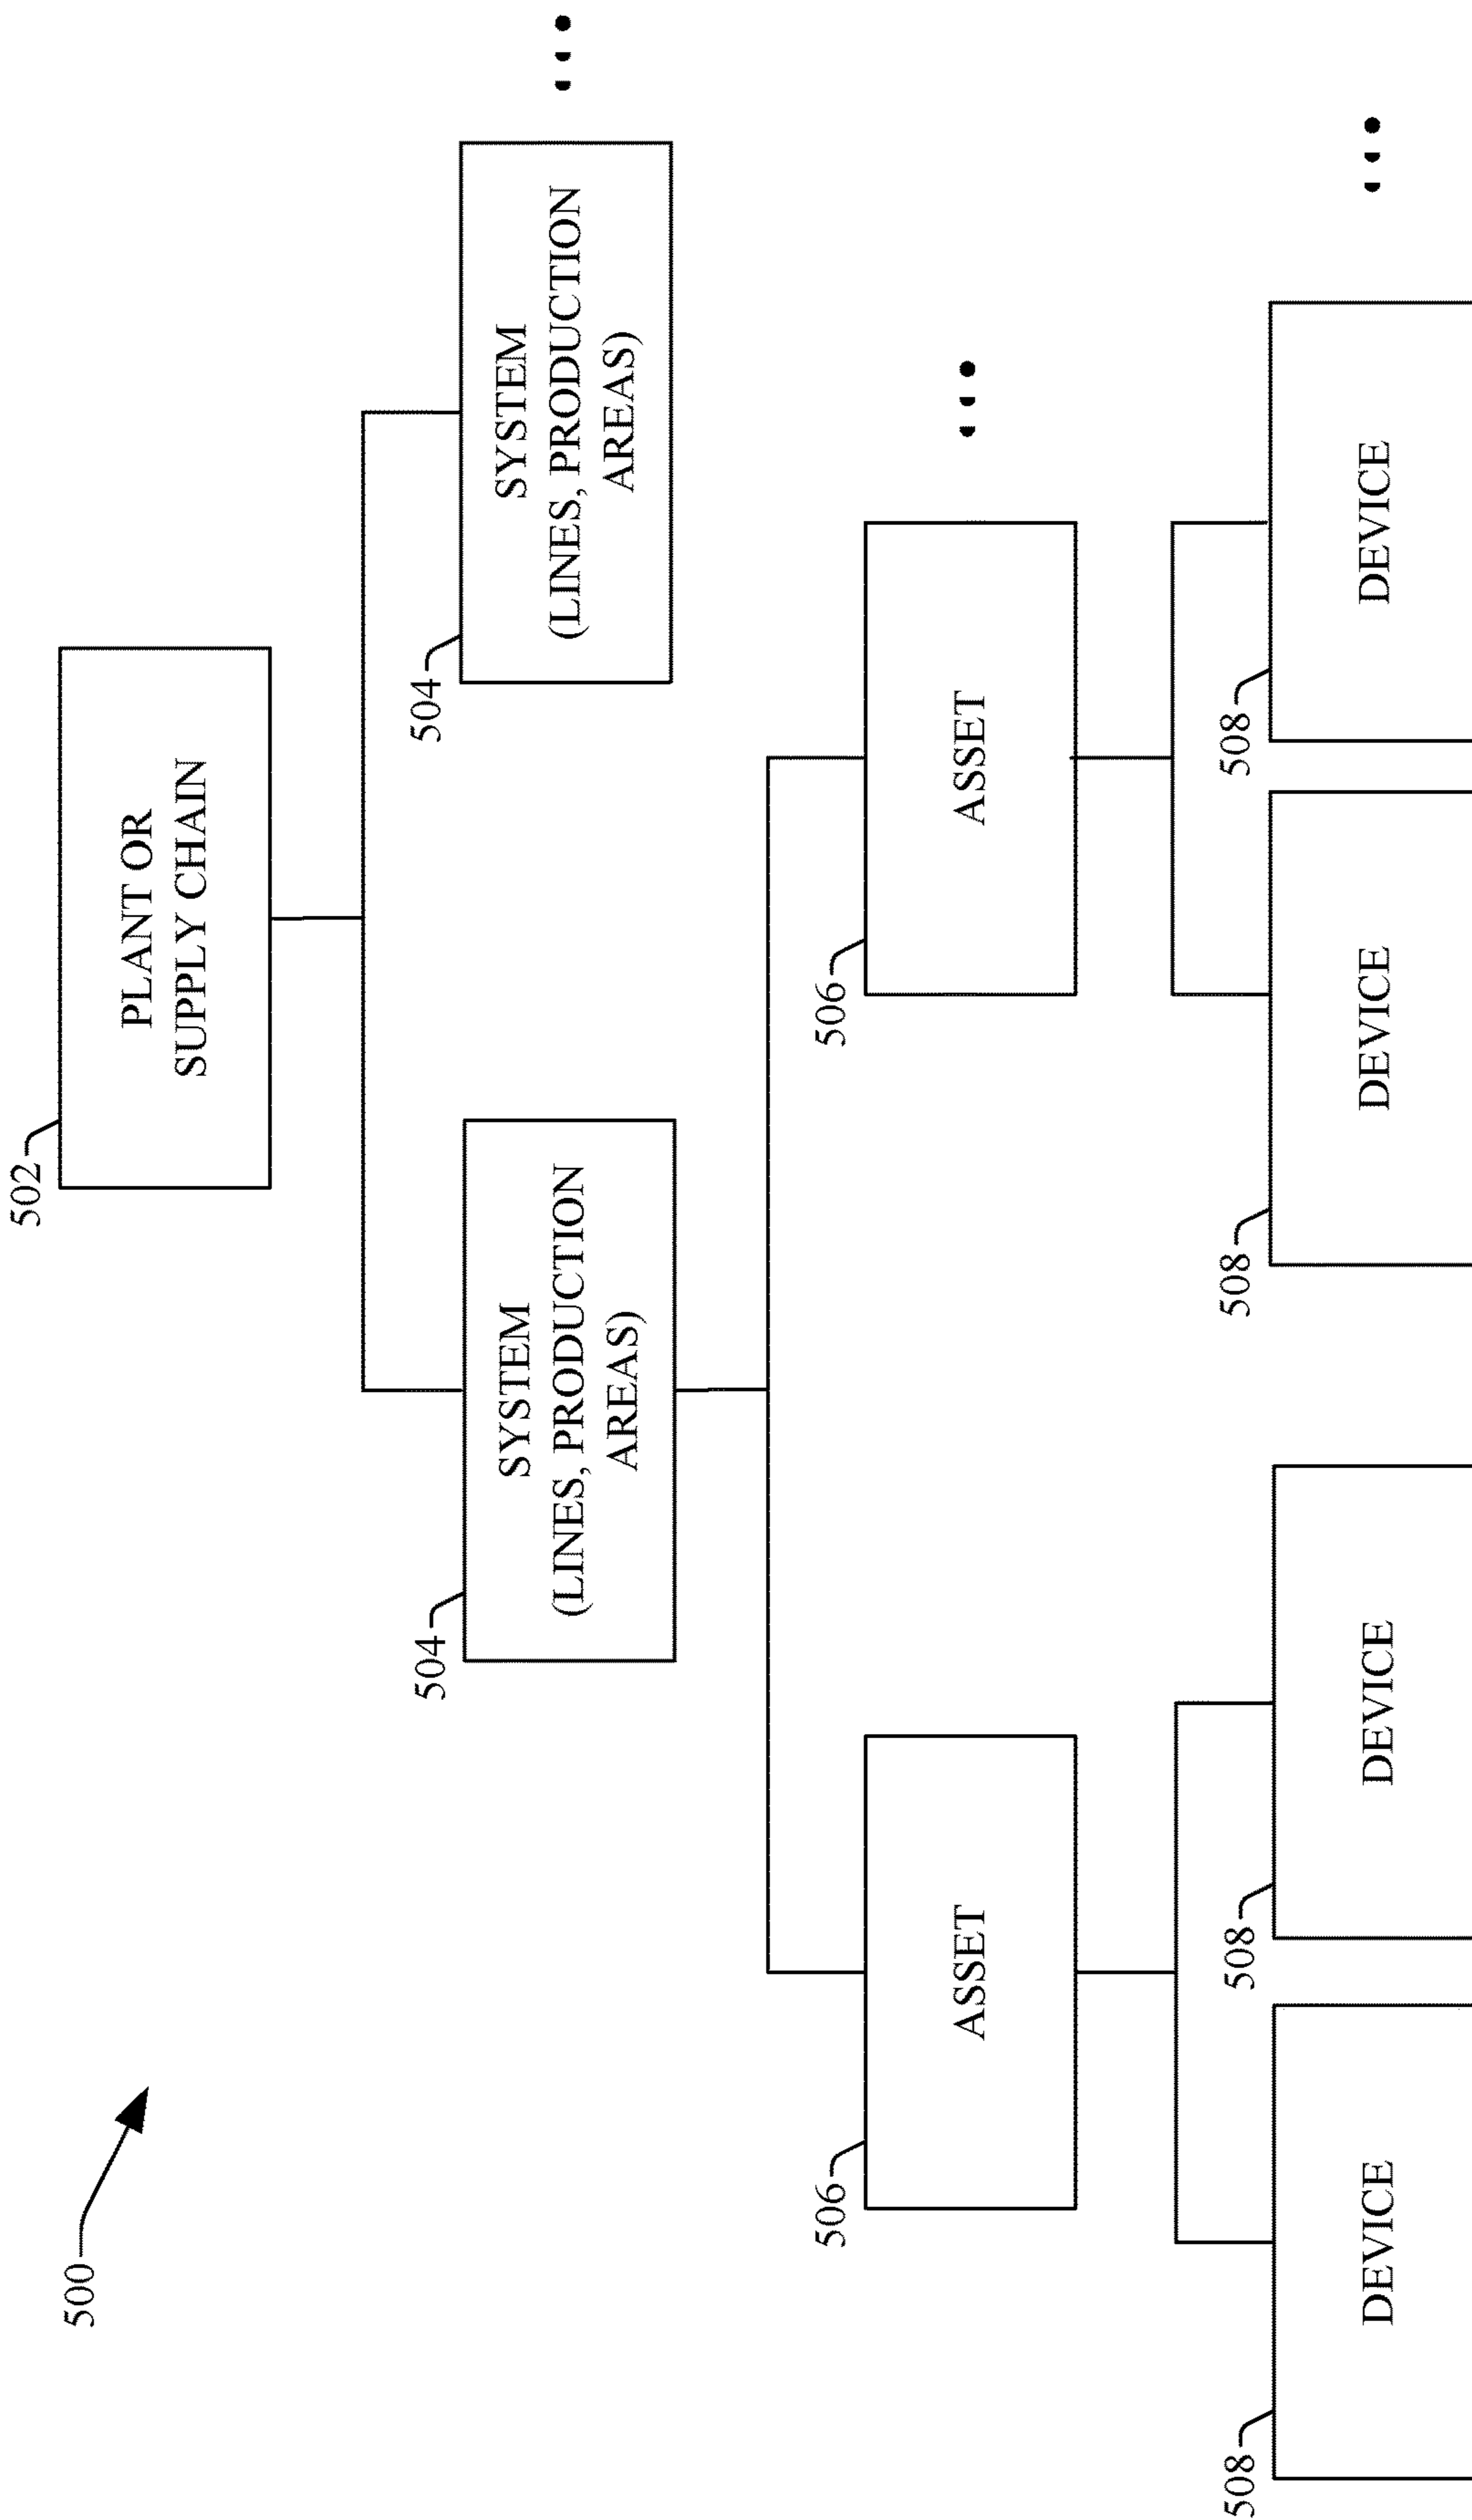 500
502
PLANT OR
SUPPLY CHAIN
504
SYSTEM
(LINES, PRODUCTION
AREAS)
504
SYSTEM
(LINES, PRODUCTION
AREAS)
506
ASSET
506
ASSET
508
DEVICE
508
DEVICE
508
DEVICE
508
DEVICE